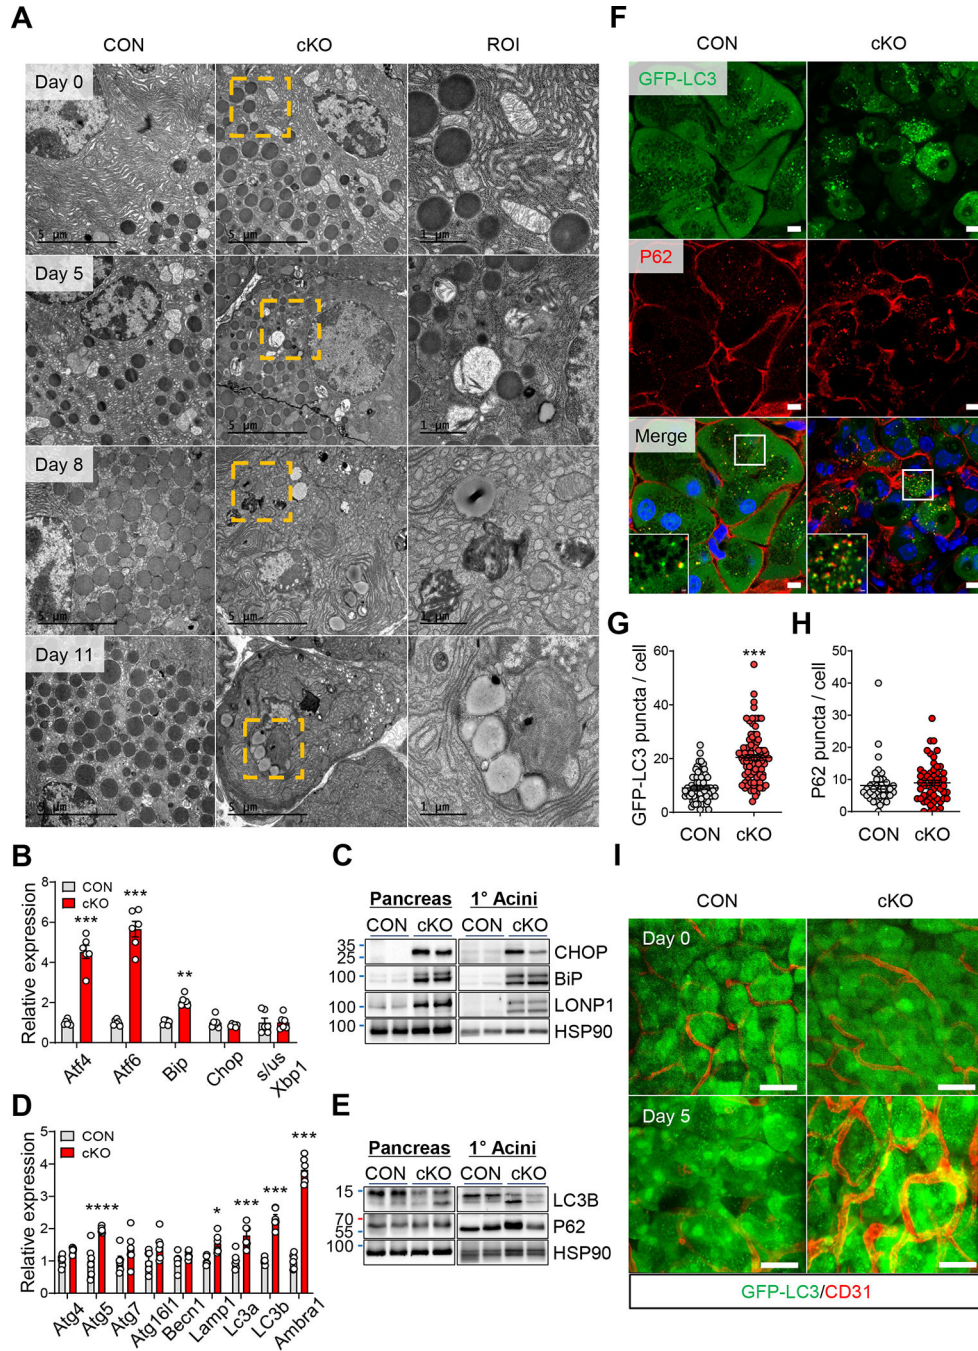 A
CON
cKO
ROI
Day 0
5 µm
5 µm
1 µm
Day 5
5 µm
5 µm
1 µm
Day 8
5 µm
5 µm
1 µm
Day 11
5 µm
5 µm
1 µm
B
Relative expression
8
6
4
2
0
CON
cKO
***
***
**
Atf4
Atf6
Bip
Chop
s/us
Xbp1
C
Pancreas
1° Acini
CON
cKO
CON
cKO
35
25
CHOP
100
BiP
100
LONP1
100
HSP90
D
Relative expression
5
4
3
2
1
0
CON
cKO
****
*
***
***
***
Atg4
Atg5
Atg7
Atg16l1
Becn1
Lamp1
Lc3a
LC3b
Ambra1
E
Pancreas
1° Acini
CON
cKO
CON
cKO
15
LC3B
70
55
P62
100
HSP90
F
CON
cKO
GFP-LC3
P62
Merge
G
GFP-LC3 puncta / cell
60
40
20
0
***
CON
cKO
H
P62 puncta / cell
50
40
30
20
10
0
CON
cKO
I
CON
cKO
Day 0
Day 5
GFP-LC3/CD31